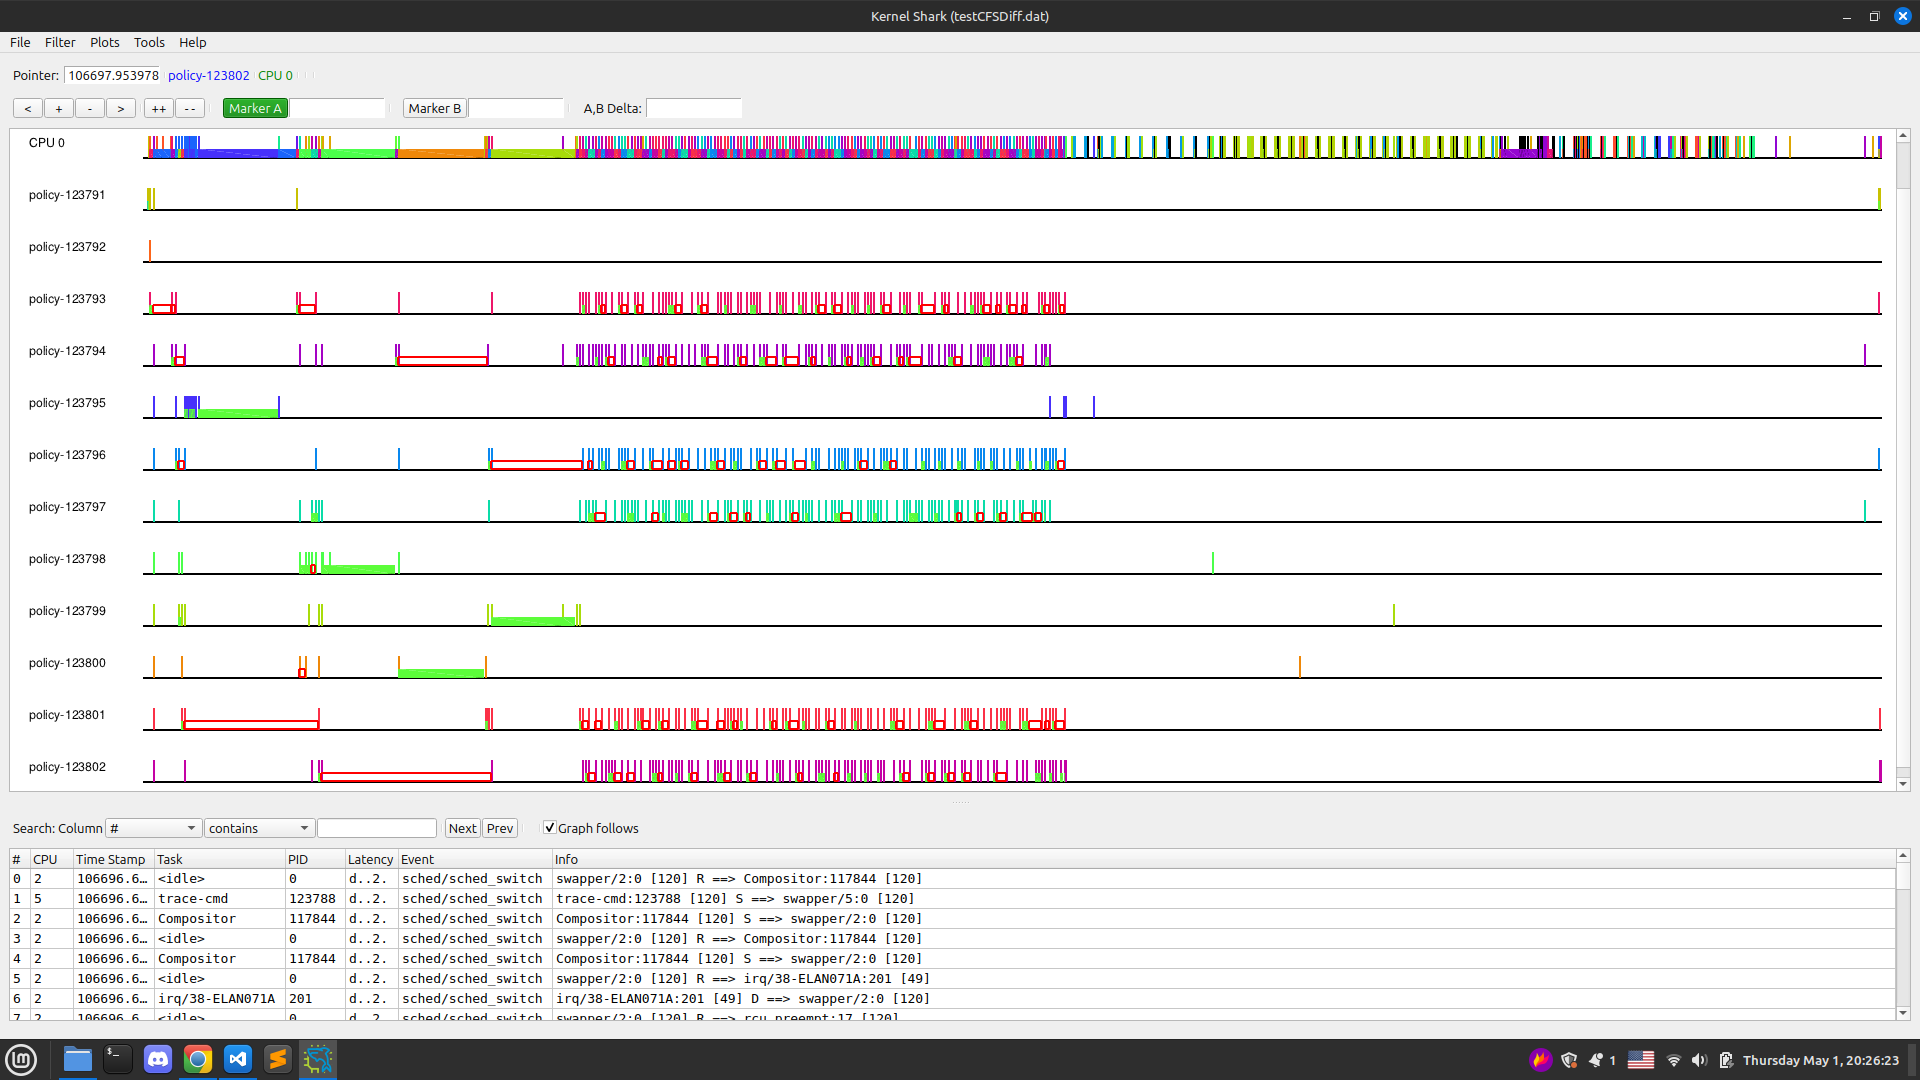 Kernel Shark (testCFSDiff.dat)
File Filter Plots Tools Help
Pointer: 106697.953978 policy-123802 CPU 0
< + - > ++ -- Marker A Marker B A,B Delta:
CPU 0
policy-123791
policy-123792
policy-123793
policy-123794
policy-123795
policy-123796
policy-123797
policy-123798
policy-123799
policy-123800
policy-123801
policy-123802
Search: Column # contains Next Prev Graph follows
# CPU Time Stamp Task PID Latency Event Info
0 2 106696.6... <idle> 0 d..2. sched/sched_switch swapper/2:0 [120] R ==> Compositor:117844 [120]
1 5 106696.6... trace-cmd 123788 d..2. sched/sched_switch trace-cmd:123788 [120] S ==> swapper/5:0 [120]
2 2 106696.6... Compositor 117844 d..2. sched/sched_switch Compositor:117844 [120] S ==> swapper/2:0 [120]
3 2 106696.6... <idle> 0 d..2. sched/sched_switch swapper/2:0 [120] R ==> Compositor:117844 [120]
4 2 106696.6... Compositor 117844 d..2. sched/sched_switch Compositor:117844 [120] S ==> swapper/2:0 [120]
5 2 106696.6... <idle> 0 d..2. sched/sched_switch swapper/2:0 [120] R ==> irq/38-ELAN071A:201 [49]
6 2 106696.6... irq/38-ELAN071A 201 d..2. sched/sched_switch irq/38-ELAN071A:201 [49] D ==> swapper/2:0 [120]
7 2 106696.6 <idle> 0 d..2. sched/sched_switch swapper/2:0 [120] R ==> rcu_preempt:17 [120]
1 Thursday May 1, 20:26:23